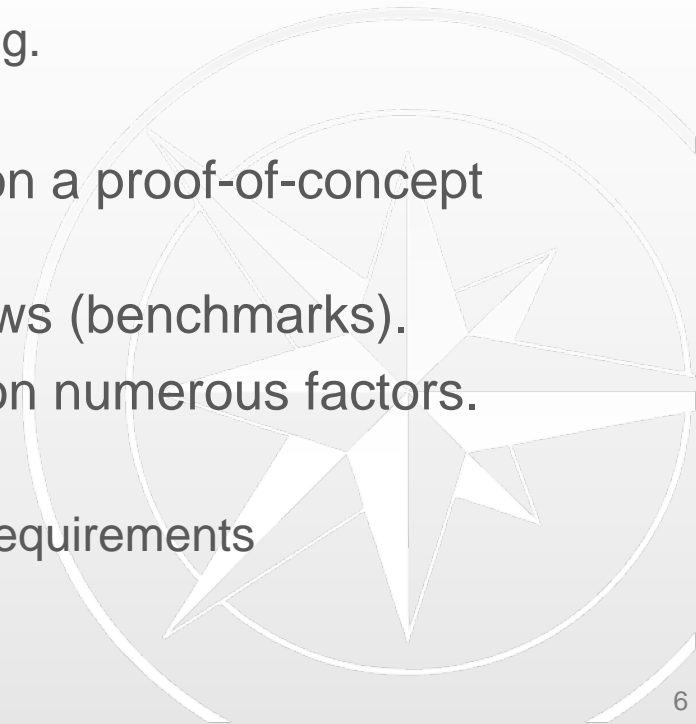 g.
on a proof-of-concept
ws (benchmarks).
on numerous factors.
equirements
6